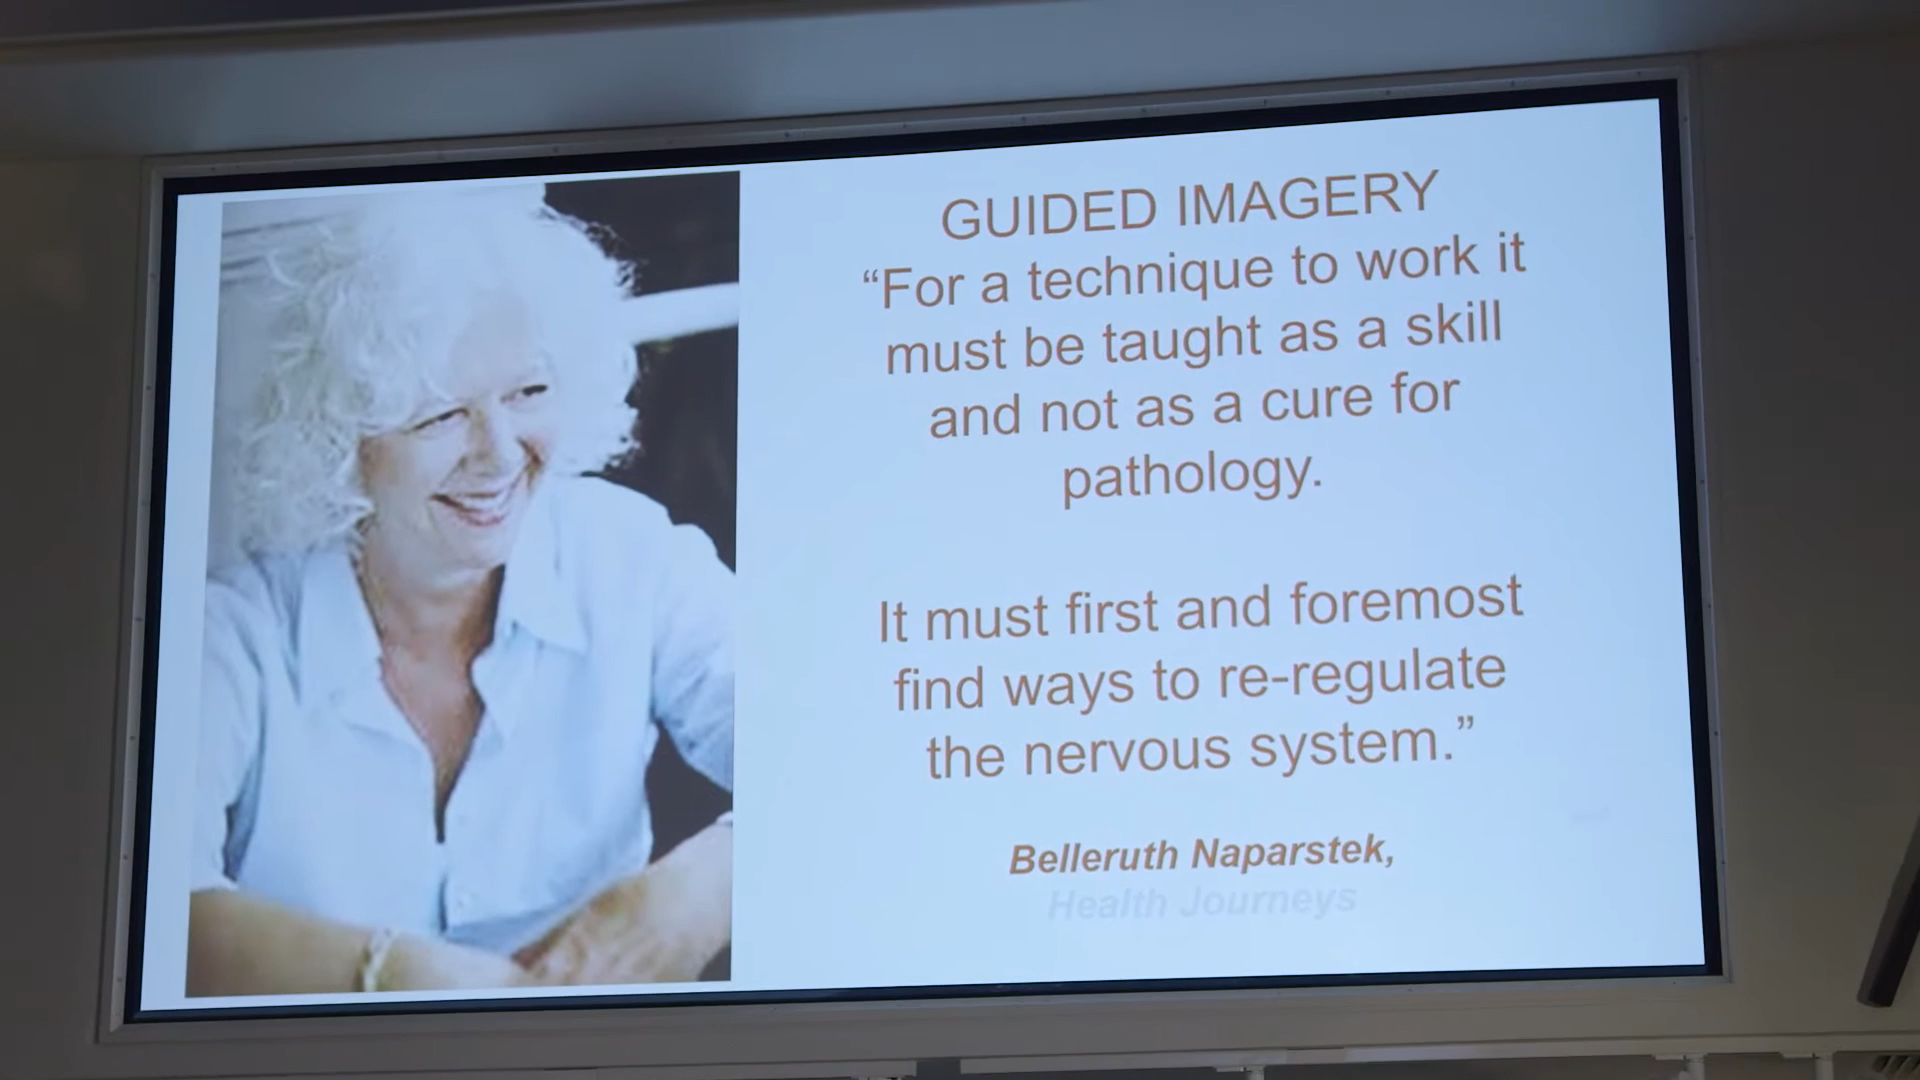 GUIDED IMAGERY
“For a technique to work it
must be taught as a skill
and not as a cure for
pathology.
It must first and foremost
find ways to re-regulate
the nervous system.”
Belleruth Naparstek,
Health Journeys